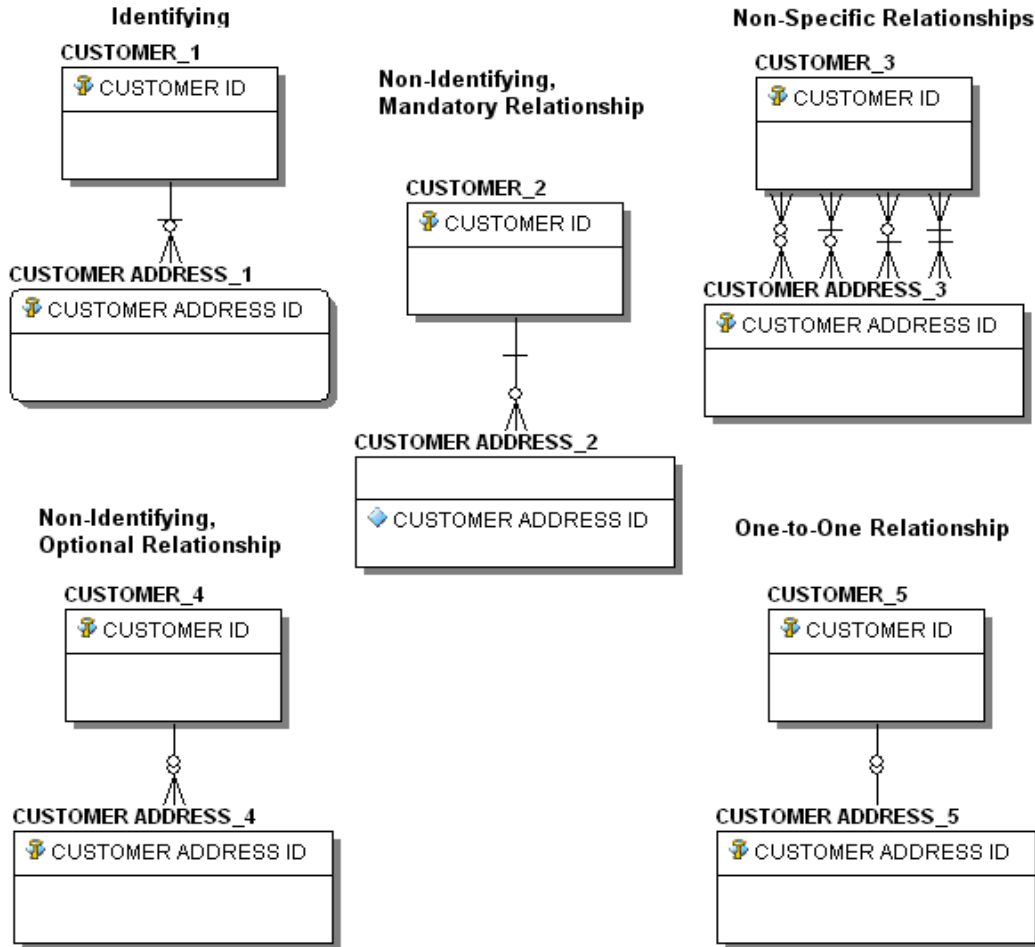 Identifying
CUSTOMER_1
CUSTOMER ID
CUSTOMER ADDRESS_1
CUSTOMER ADDRESS ID
Non-Identifying,
Mandatory Relationship
CUSTOMER_2
CUSTOMER ID
CUSTOMER ADDRESS_2
CUSTOMER ADDRESS ID
Non-Specific Relationships
CUSTOMER_3
CUSTOMER ID
CUSTOMER ADDRESS_3
CUSTOMER ADDRESS ID
Non-Identifying,
Optional Relationship
CUSTOMER_4
CUSTOMER ID
CUSTOMER ADDRESS_4
CUSTOMER ADDRESS ID
One-to-One Relationship
CUSTOMER_5
CUSTOMER ID
CUSTOMER ADDRESS_5
CUSTOMER ADDRESS ID